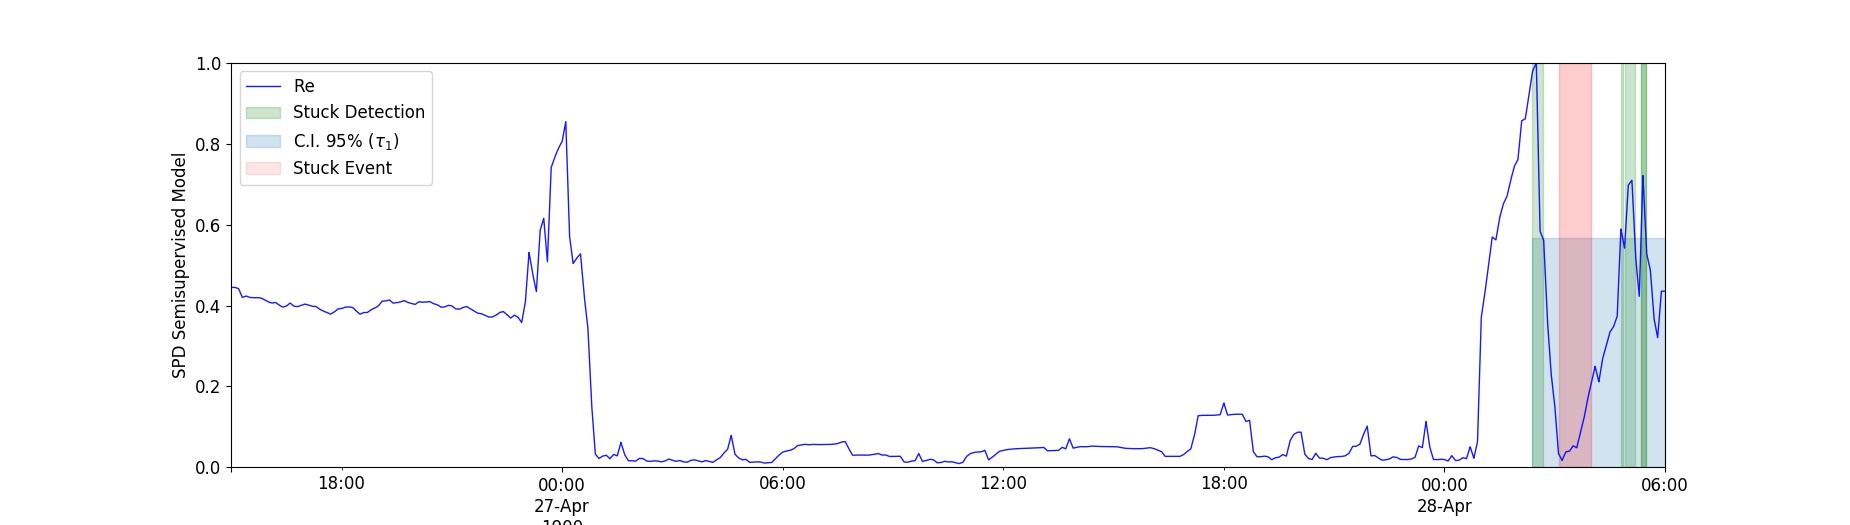 1.0
0.8
0.6
0.4
0.2
0.0
SPD Semisupervised Model
Re
Stuck Detection
C.I. 95% (τ₁)
Stuck Event
18:00
00:00
27-Apr
1900
06:00
12:00
18:00
00:00
28-Apr
06:00